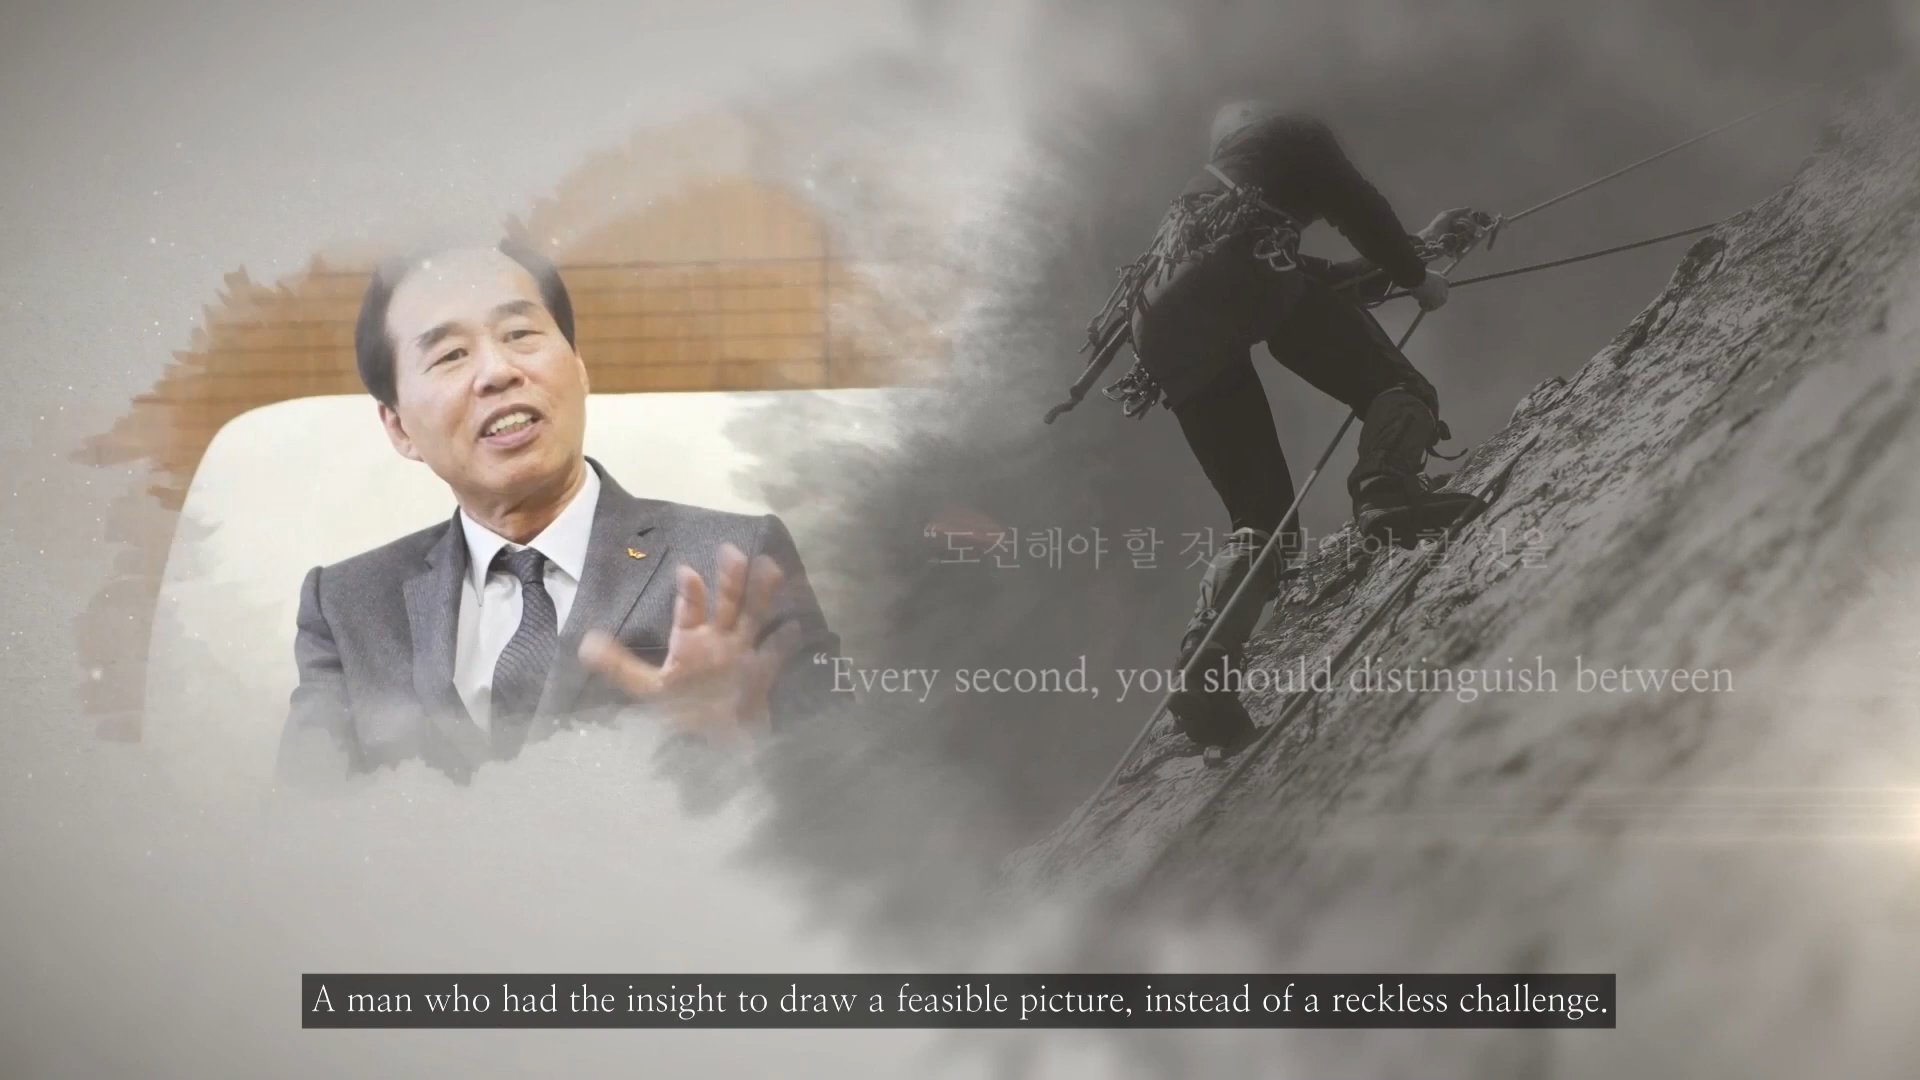 “도전해야 할 것과 말아야 할 것을
“Every second, you should distinguish between
A man who had the insight to draw a feasible picture, instead of a reckless challenge.